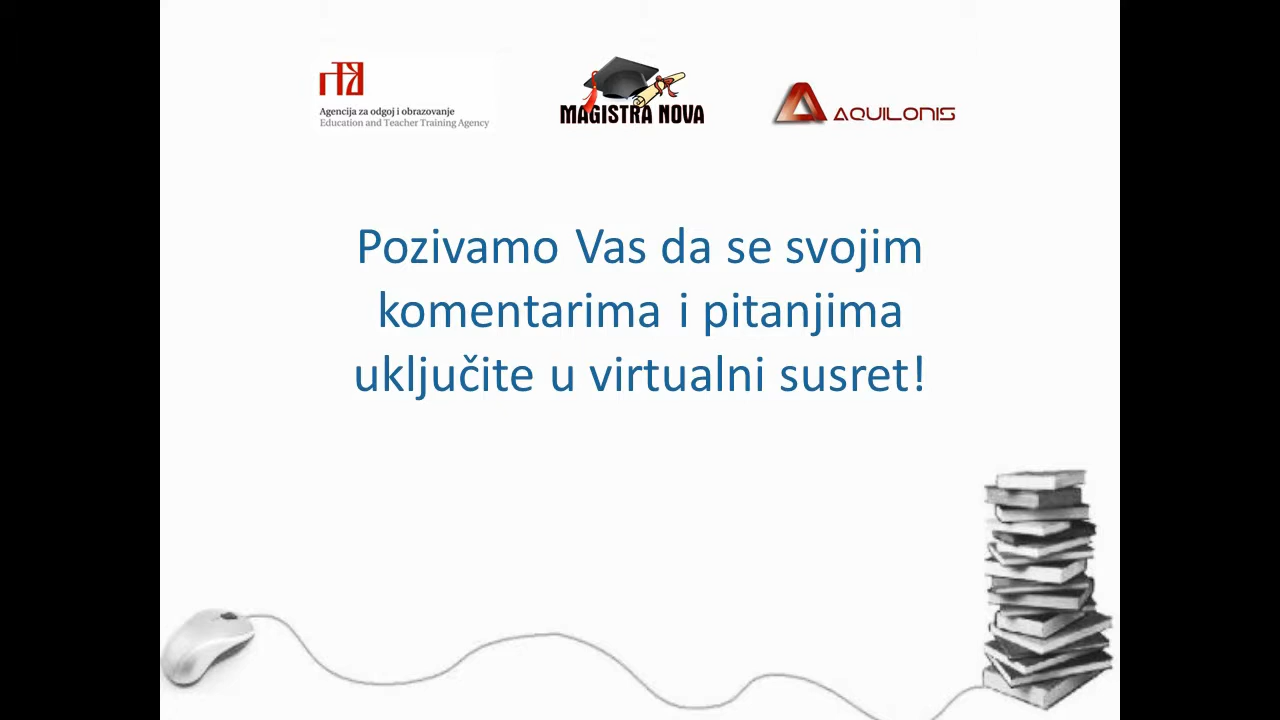 Agencija za odgoj i obrazovanje
Education and Teacher Training Agency
MAGISTRA NOVA
AQUILONIS
Pozivamo Vas da se svojim
komentarima i pitanjima
uključite u virtualni susret!